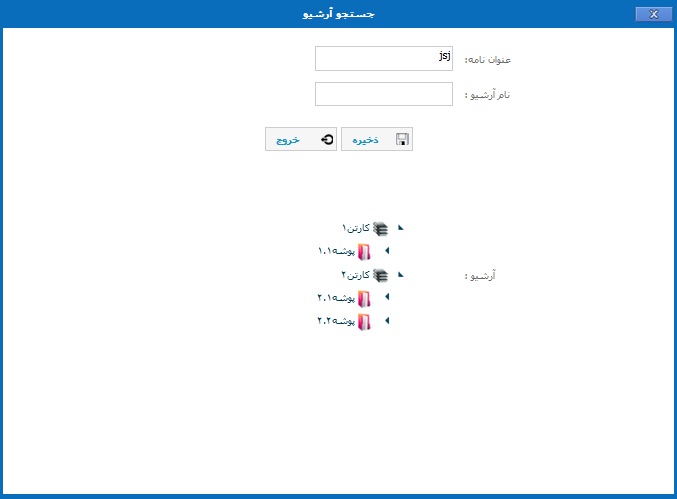 جستجو آرشیو
X
عنوان نامه: jsj
نام آرشیو :
ذخیره خروج
کارتن۱
پوشه۱.۱
آرشیو : کارتن۲
پوشه۲.۱
پوشه۲.۲